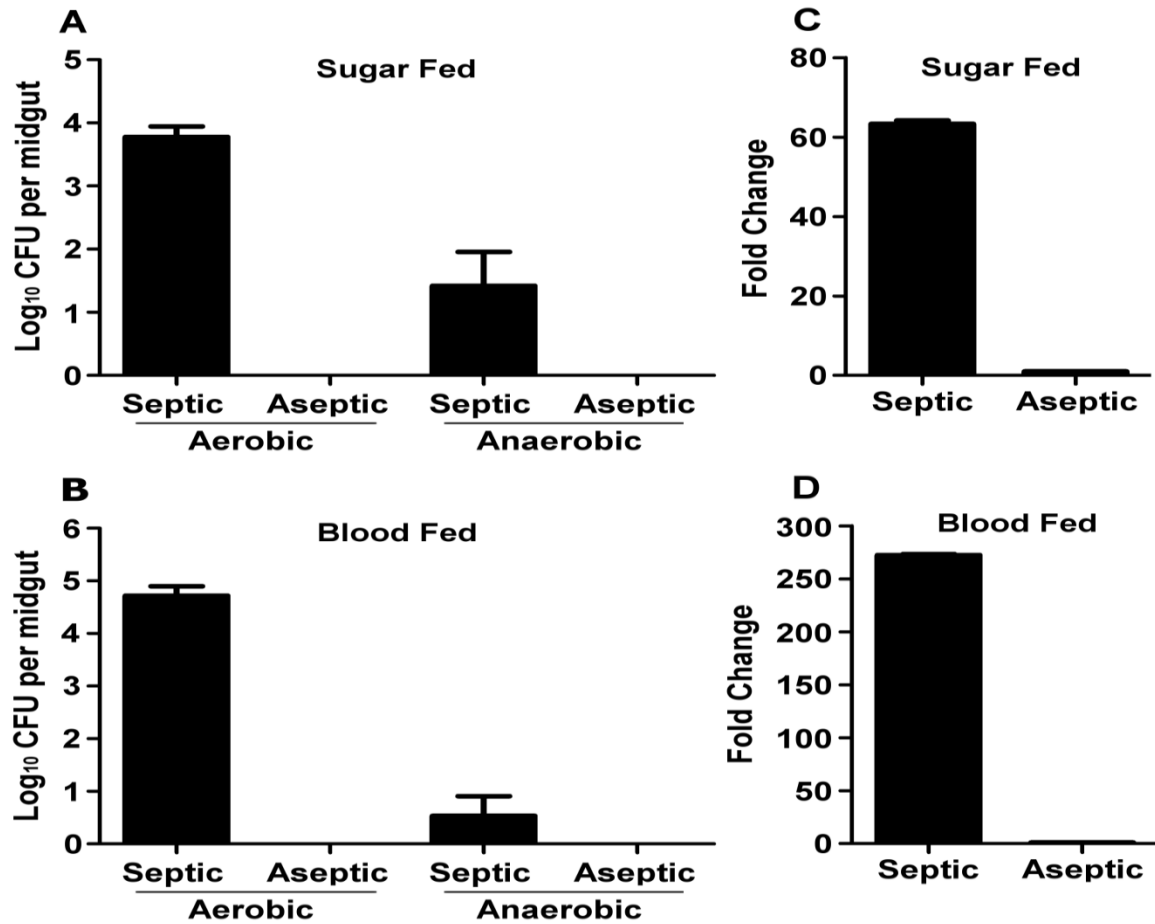 A
Sugar Fed
Log₁₀ CFU per midgut
5
4
3
2
1
0
Septic Aseptic Septic Aseptic
Aerobic Anaerobic
C
Sugar Fed
Fold Change
80
60
40
20
0
Septic Aseptic
B
Blood Fed
Log₁₀ CFU per midgut
6
5
4
3
2
1
0
Septic Aseptic Septic Aseptic
Aerobic Anaerobic
D
Blood Fed
Fold Change
300
250
200
150
100
50
0
Septic Aseptic